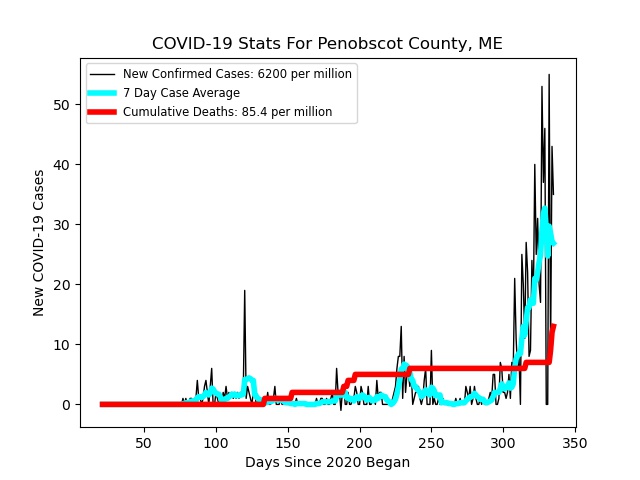 COVID-19 Stats For Penobscot County, ME
New Confirmed Cases: 6200 per million
7 Day Case Average
Cumulative Deaths: 85.4 per million
New COVID-19 Cases
50
40
30
20
10
0
50 100 150 200 250 300 350
Days Since 2020 Began